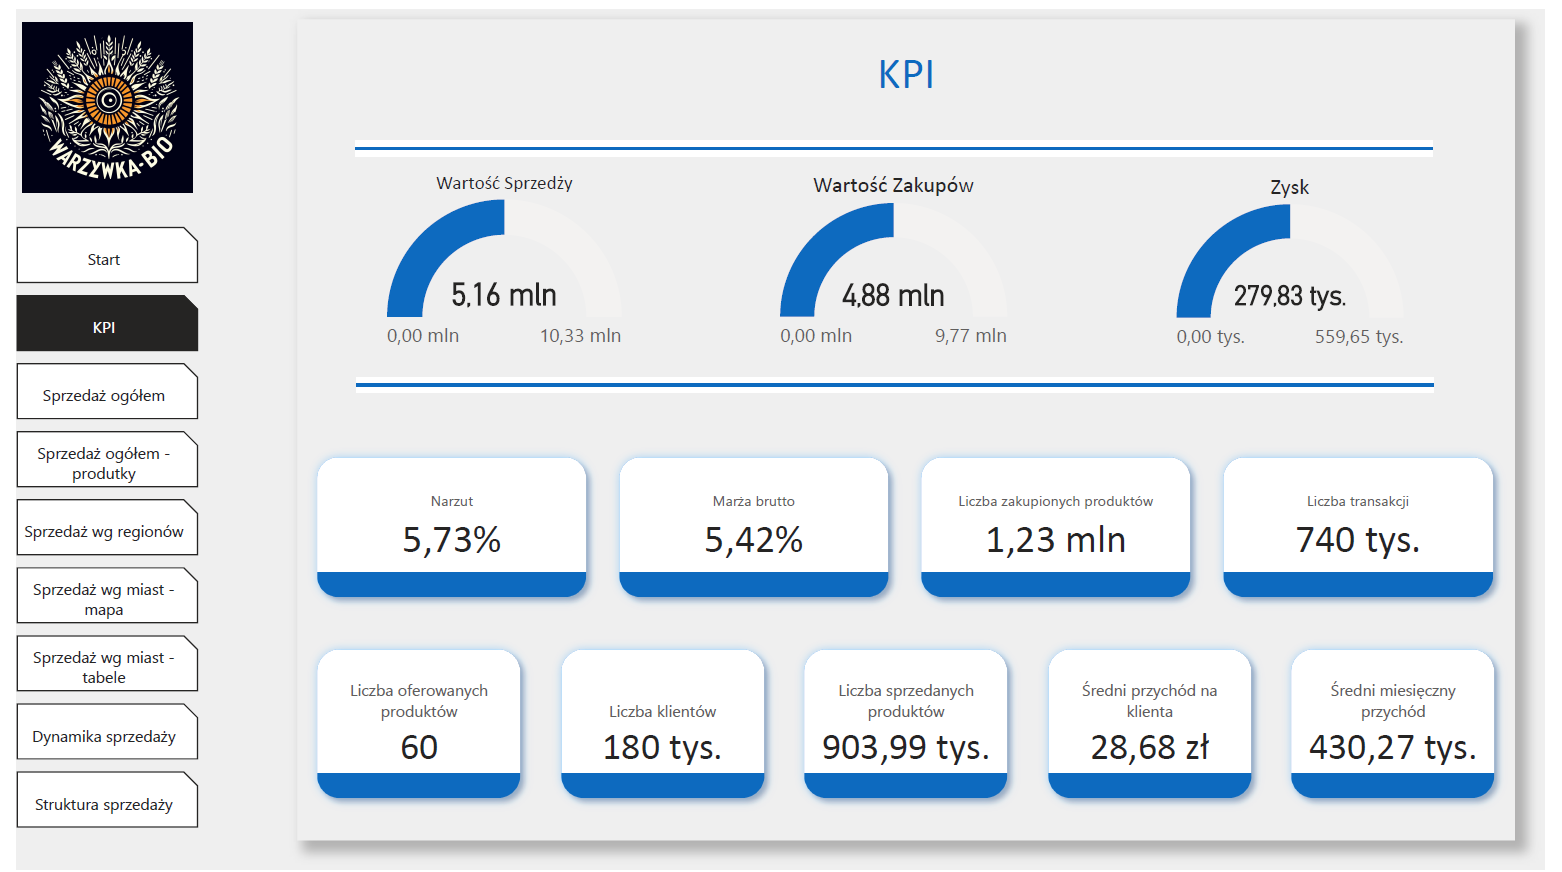 WARZYWKA-BIO
Start
KPI
Sprzedaż ogółem
Sprzedaż ogółem -
produtky
Sprzedaż wg regionów
Sprzedaż wg miast -
mapa
Sprzedaż wg miast -
tabele
Dynamika sprzedaży
Struktura sprzedaży
KPI
Wartość Sprzedży
5,16 mln
0,00 mln
10,33 mln
Wartość Zakupów
4,88 mln
0,00 mln
9,77 mln
Zysk
279,83 tys.
0,00 tys.
559,65 tys.
Narzut
5,73%
Marża brutto
5,42%
Liczba zakupionych produktów
1,23 mln
Liczba transakcji
740 tys.
Liczba oferowanych
produktów
60
Liczba klientów
180 tys.
Liczba sprzedanych
produktów
903,99 tys.
Średni przychód na
klienta
28,68 zł
Średni miesięczny
przychód
430,27 tys.